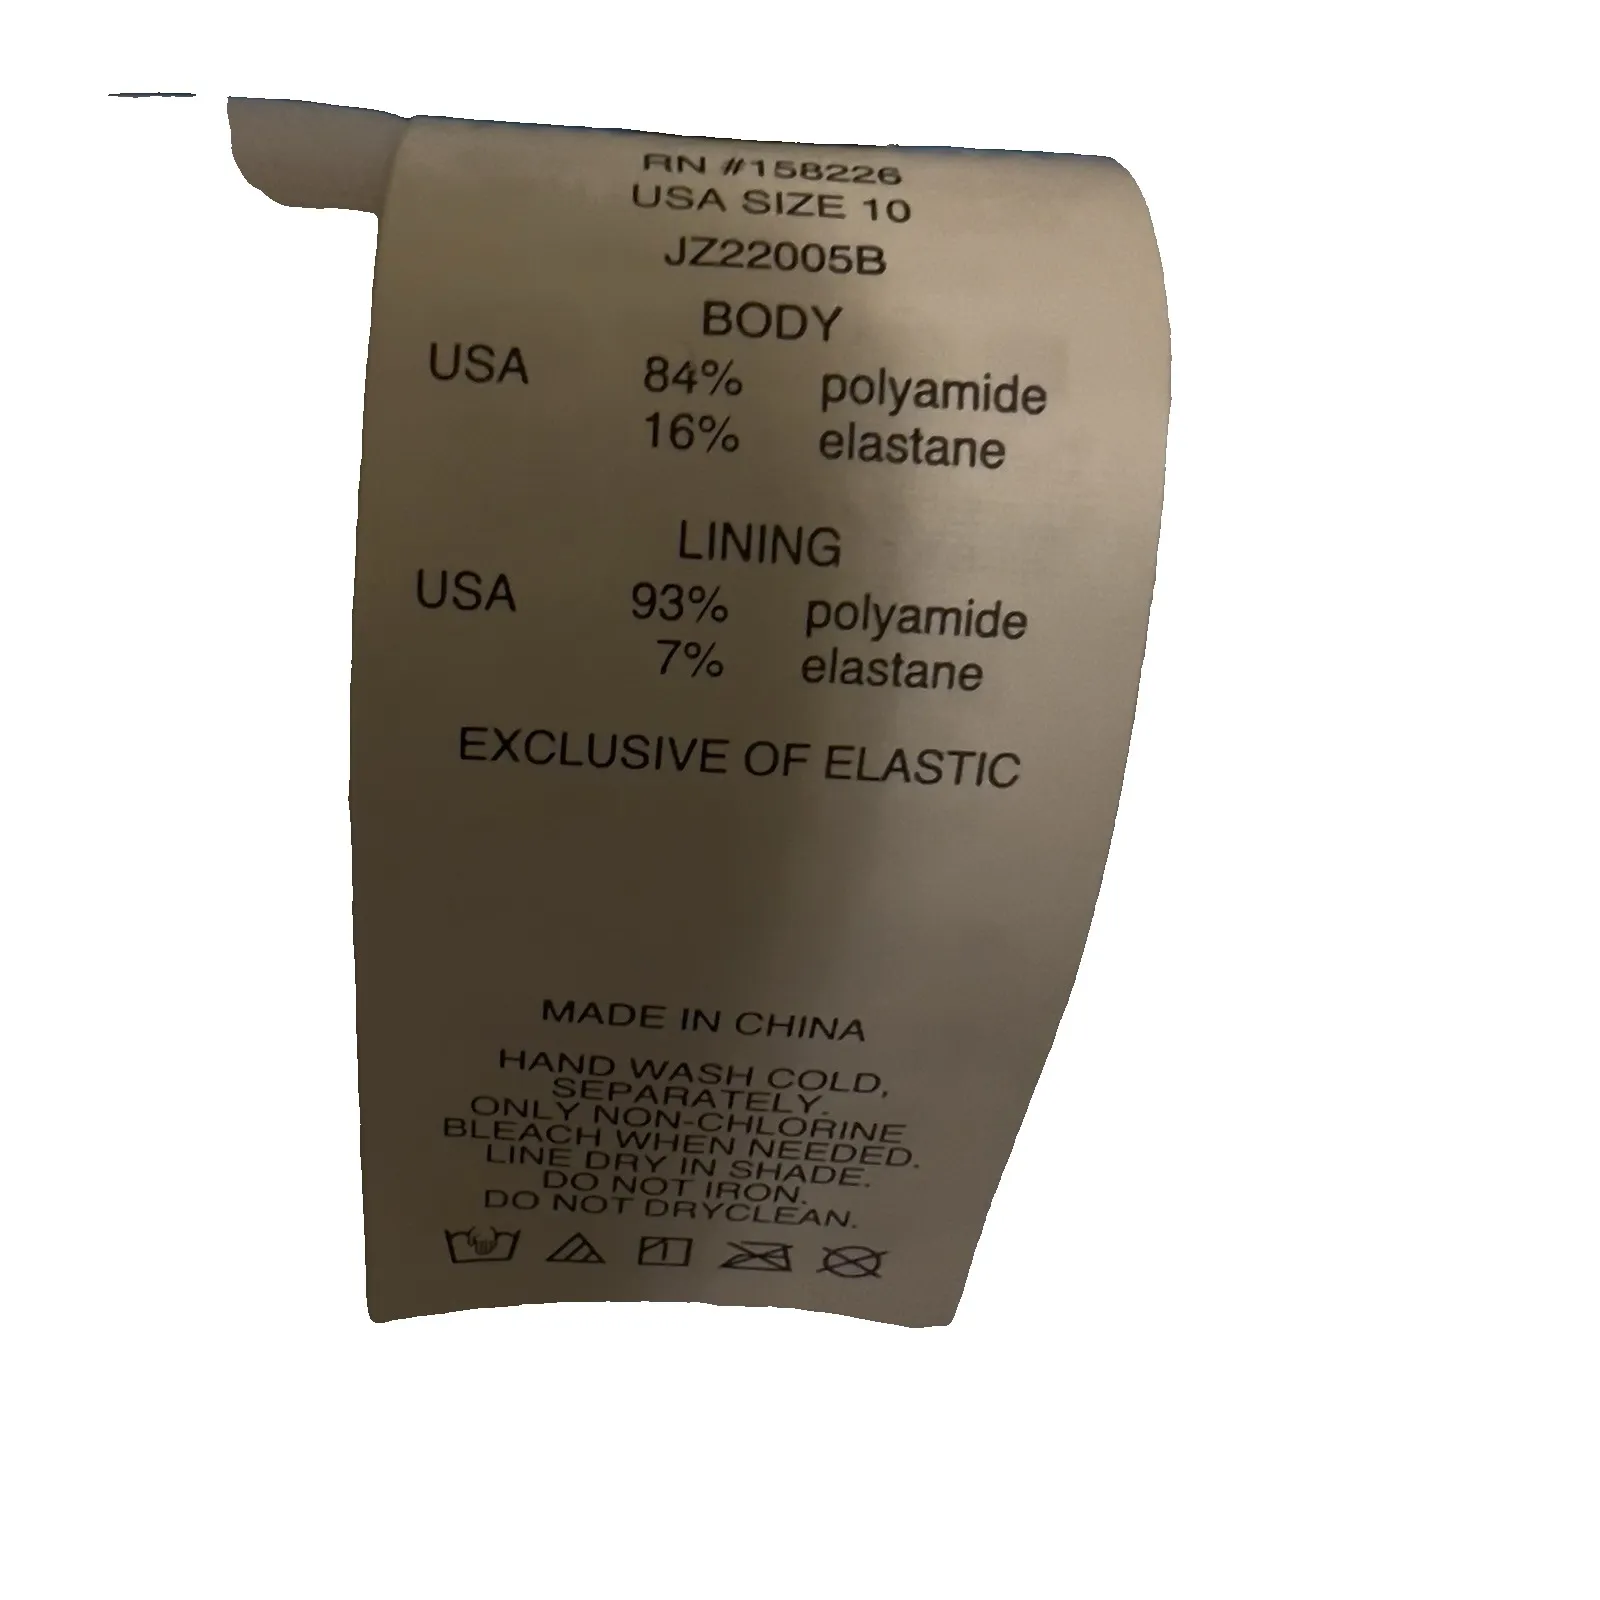 RN #158226
USA SIZE 10
JZ22005B
BODY
USA 84% polyamide
16% elastane
LINING
USA 93% polyamide
7% elastane
EXCLUSIVE OF ELASTIC
MADE IN CHINA
HAND WASH COLD,
SEPARATELY.
ONLY NON-CHLORINE
BLEACH WHEN NEEDED.
LINE DRY IN SHADE.
DO NOT IRON.
DO NOT DRYCLEAN.